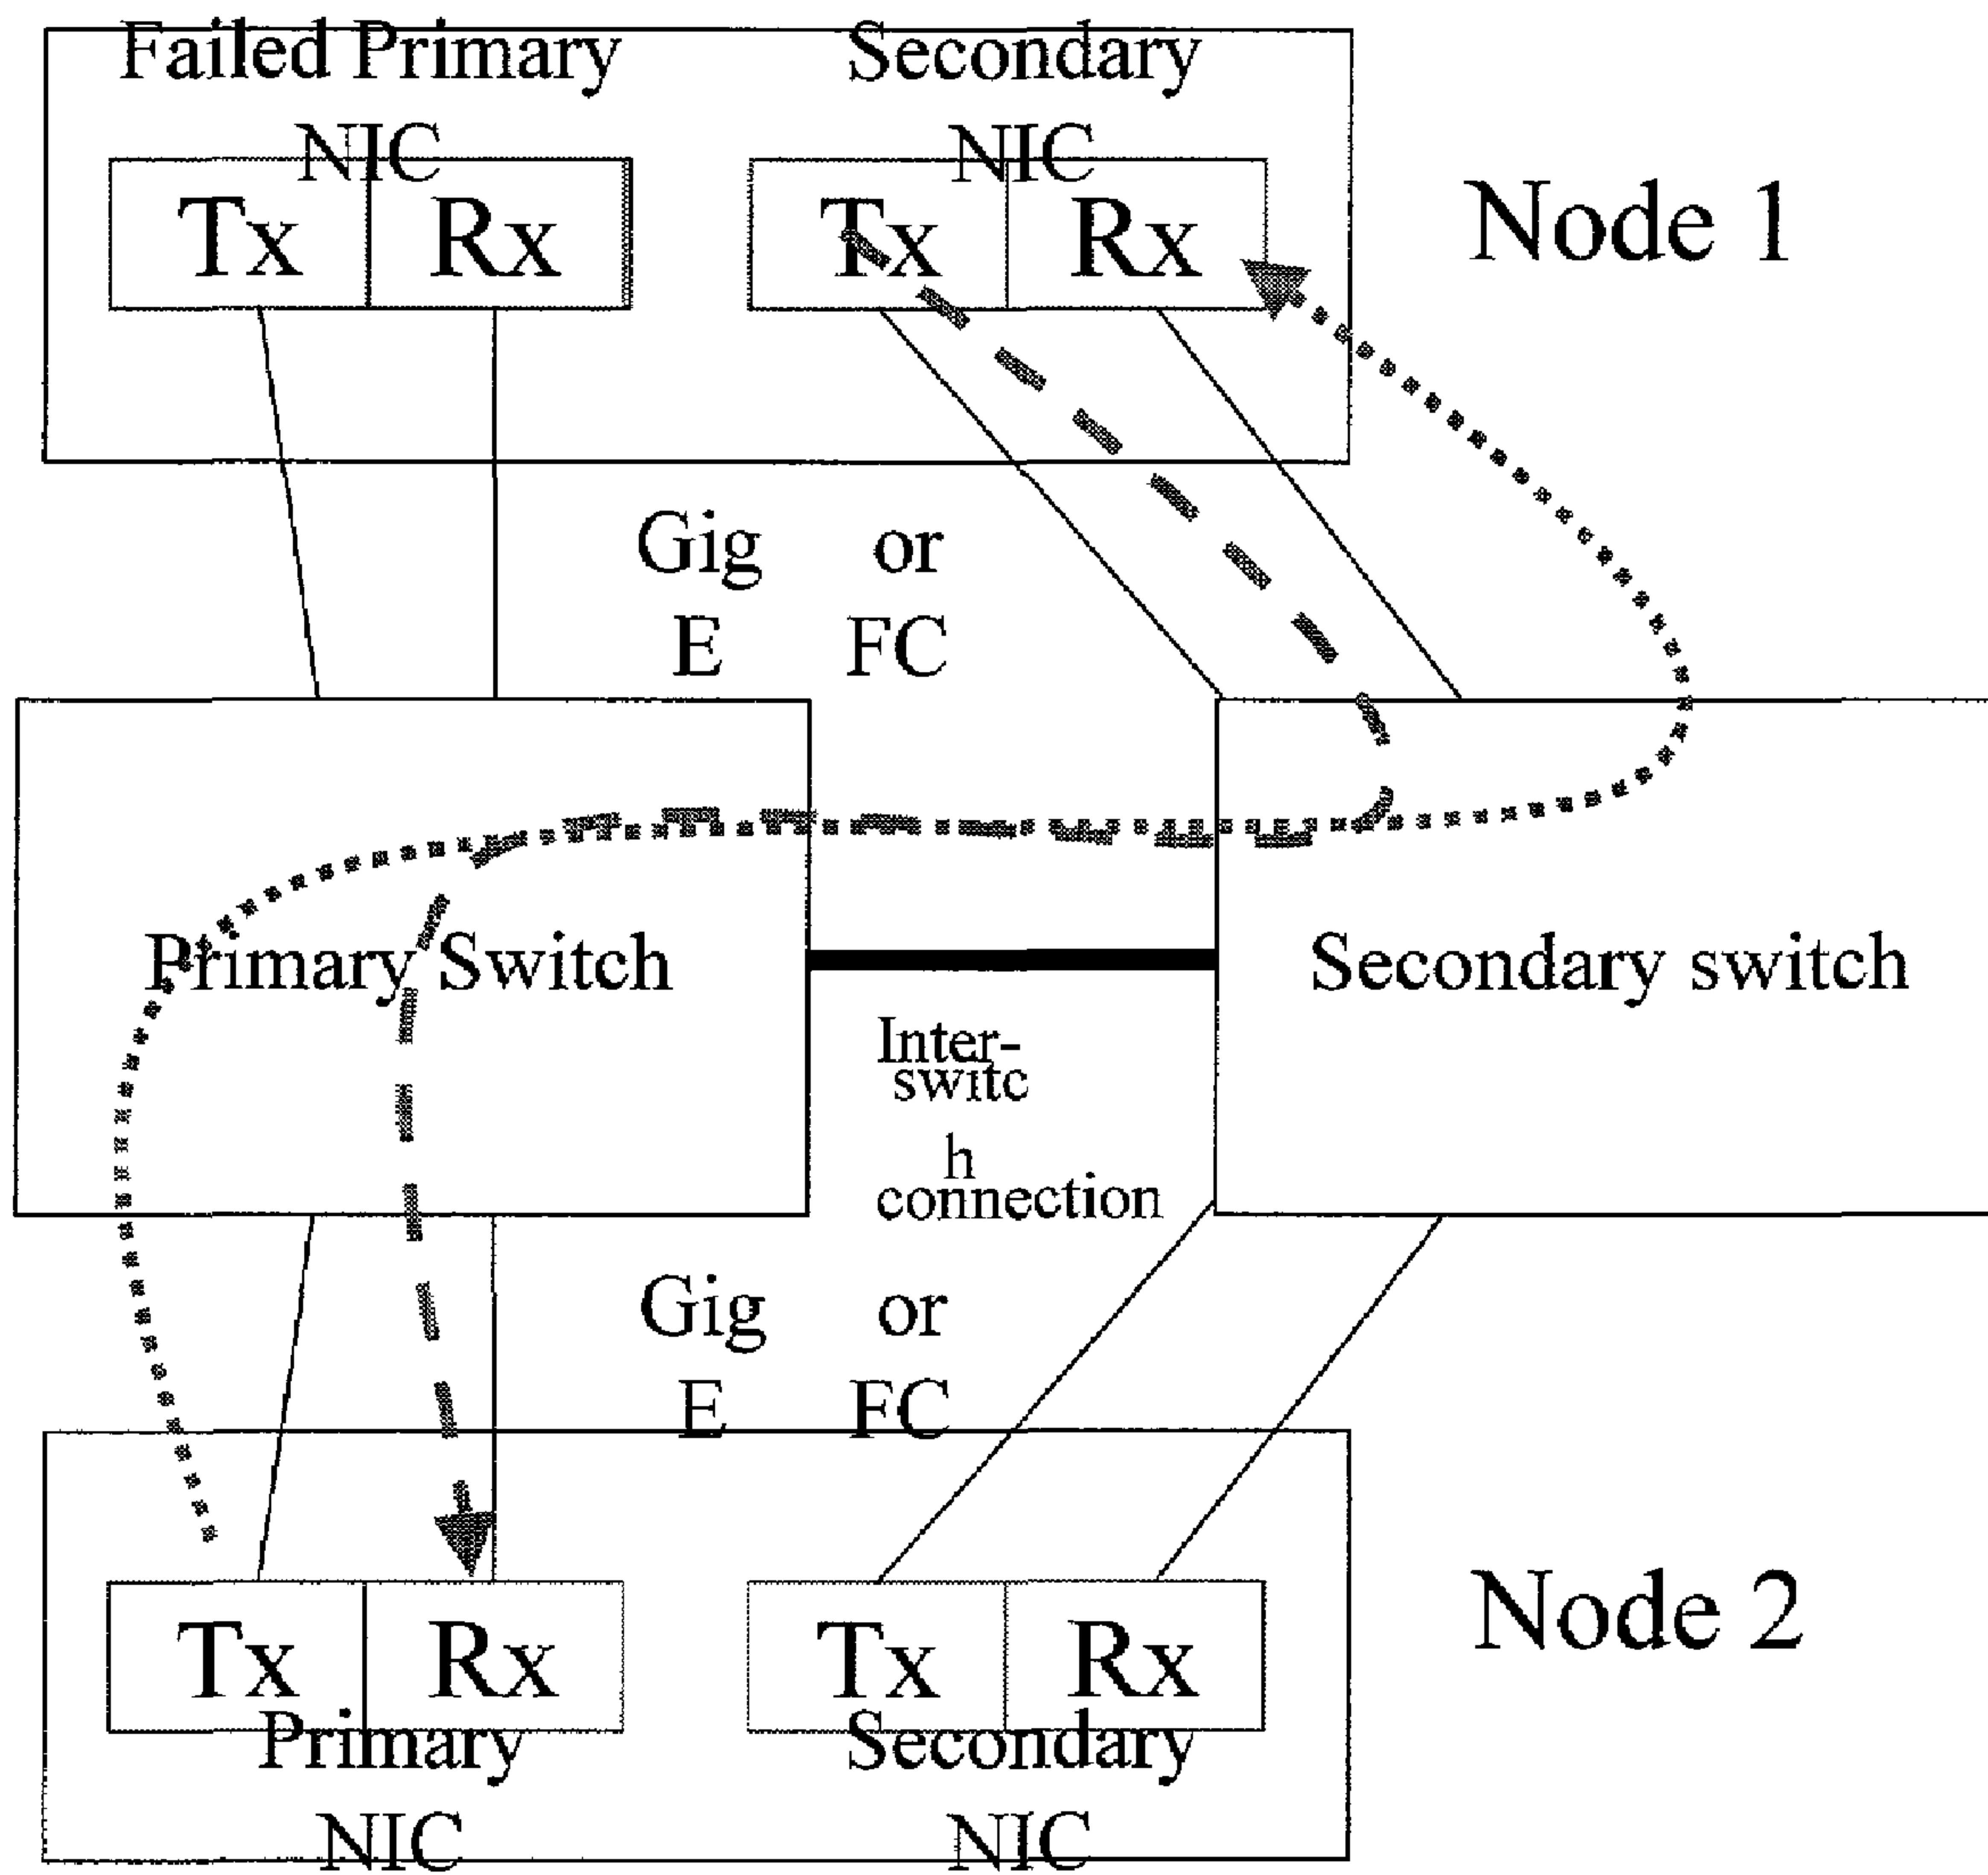 Failed Primary
NIC
Secondary
NIC
Tx
Rx
Tx
Rx
Node 1
Gig
E
or
FC
Primary Switch
Secondary switch
Inter-
switc
h
connection
Gig
E
or
FC
Tx
Rx
Tx
Rx
Node 2
Primary
NIC
Secondary
NIC